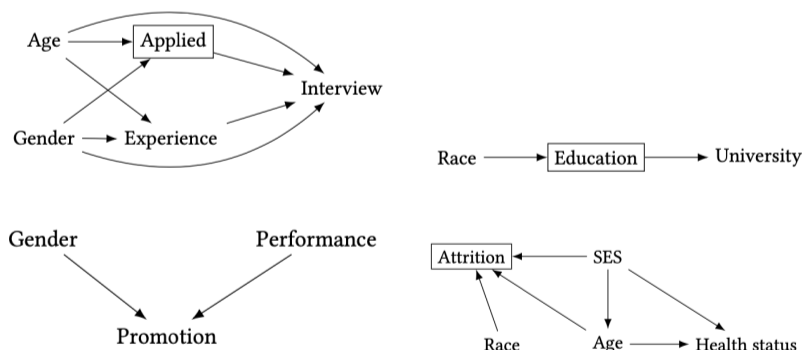 Age
Applied
Interview
Gender
Experience
Race
Education
University
Gender
Performance
Promotion
Attrition
SES
Race
Age
Health status